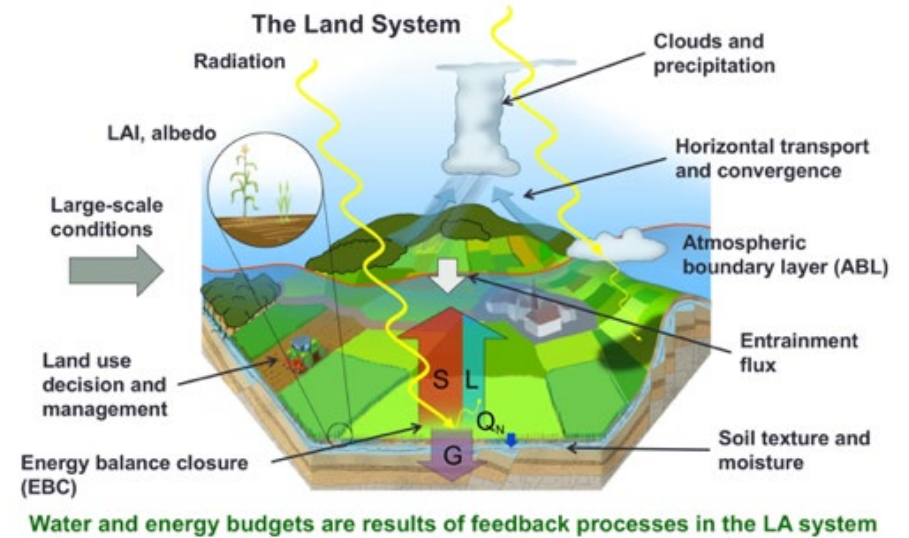 The Land System
Radiation
Clouds and
precipitation
LAI, albedo
Horizontal transport
and convergence
Large-scale
conditions
Atmospheric
boundary layer (ABL)
Entrainment
flux
Land use
decision and
management
S L
QN
G
Soil texture and
moisture
Energy balance closure
(EBC)
Water and energy budgets are results of feedback processes in the LA system